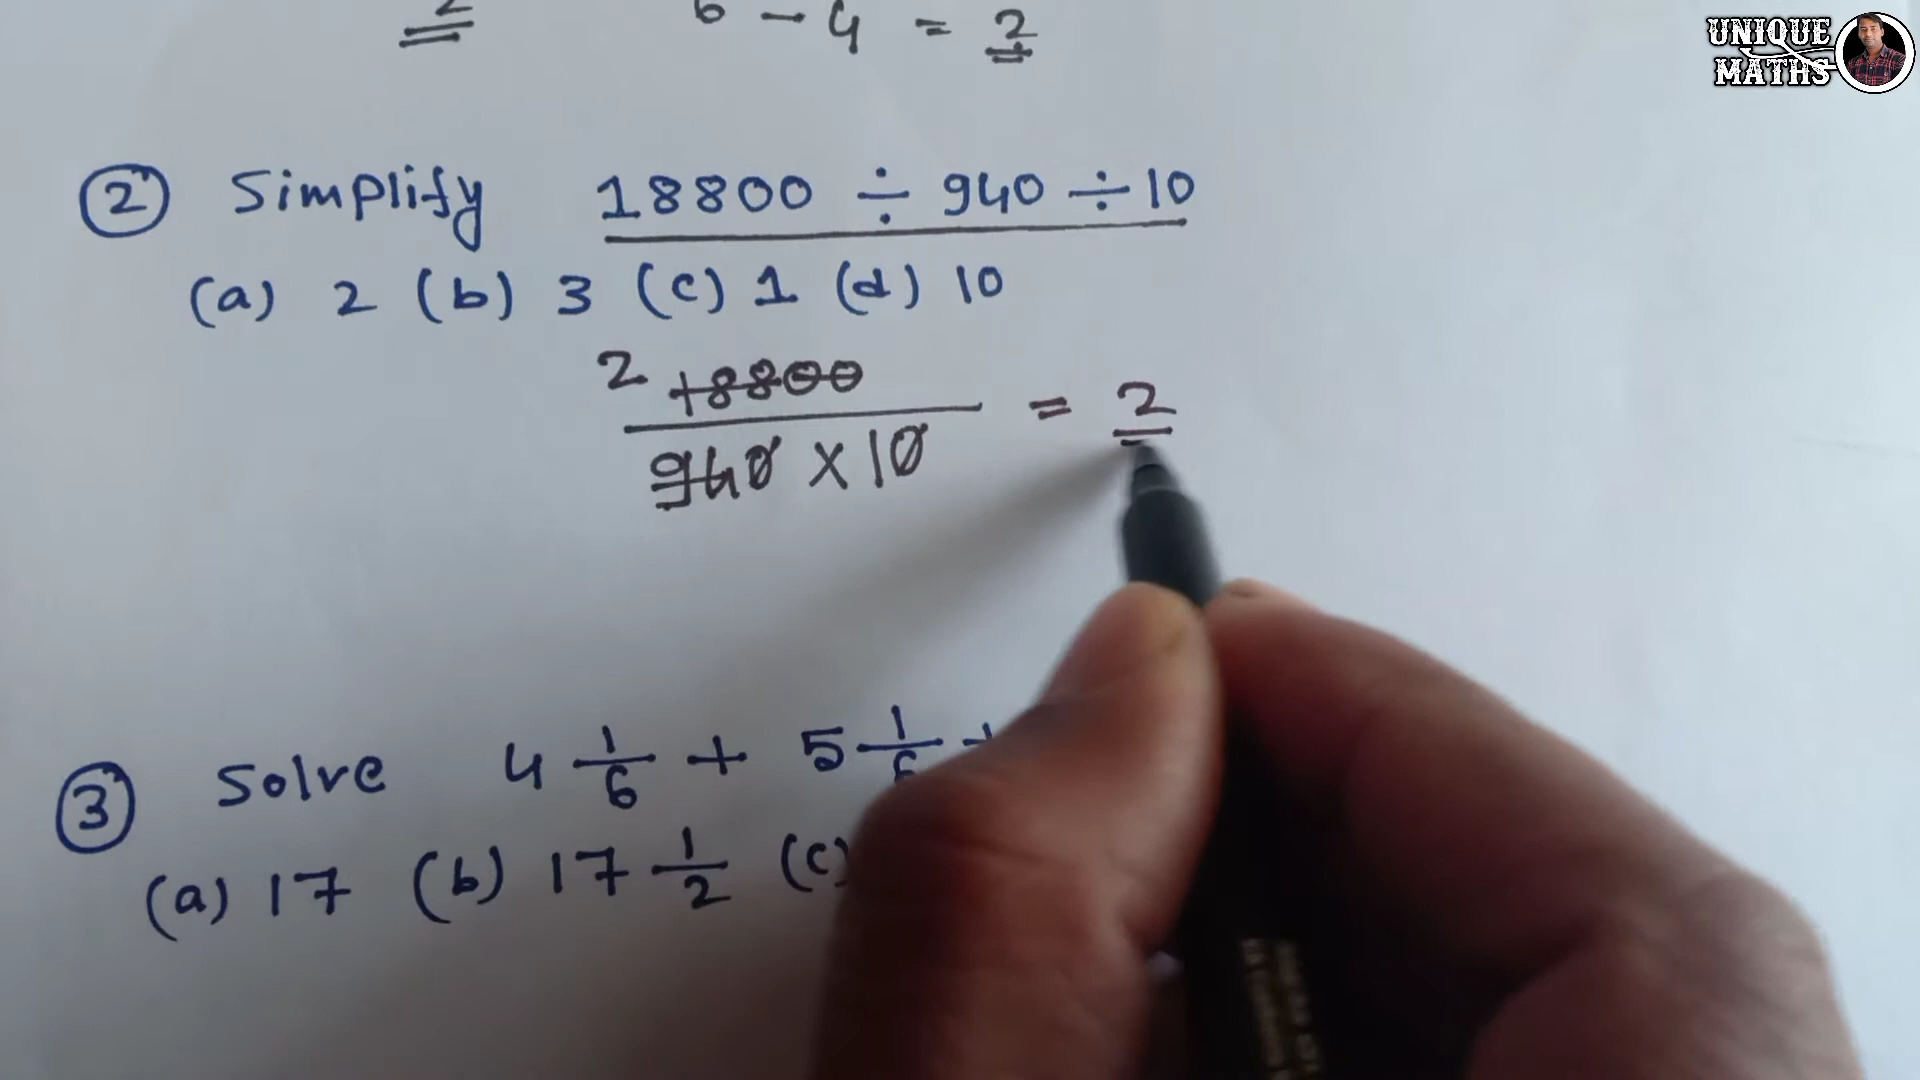 2 6 - 4 = 2
UNIQUE
MATHS
② Simplify 18800 ÷ 940 ÷ 10
(a) 2 (b) 3 (c) 1 (d) 10
2 18800
940 × 10 = 2
③ Solve 4 1/6 + 5 1/6 +
(a) 17 (b) 17 1/2 (c)